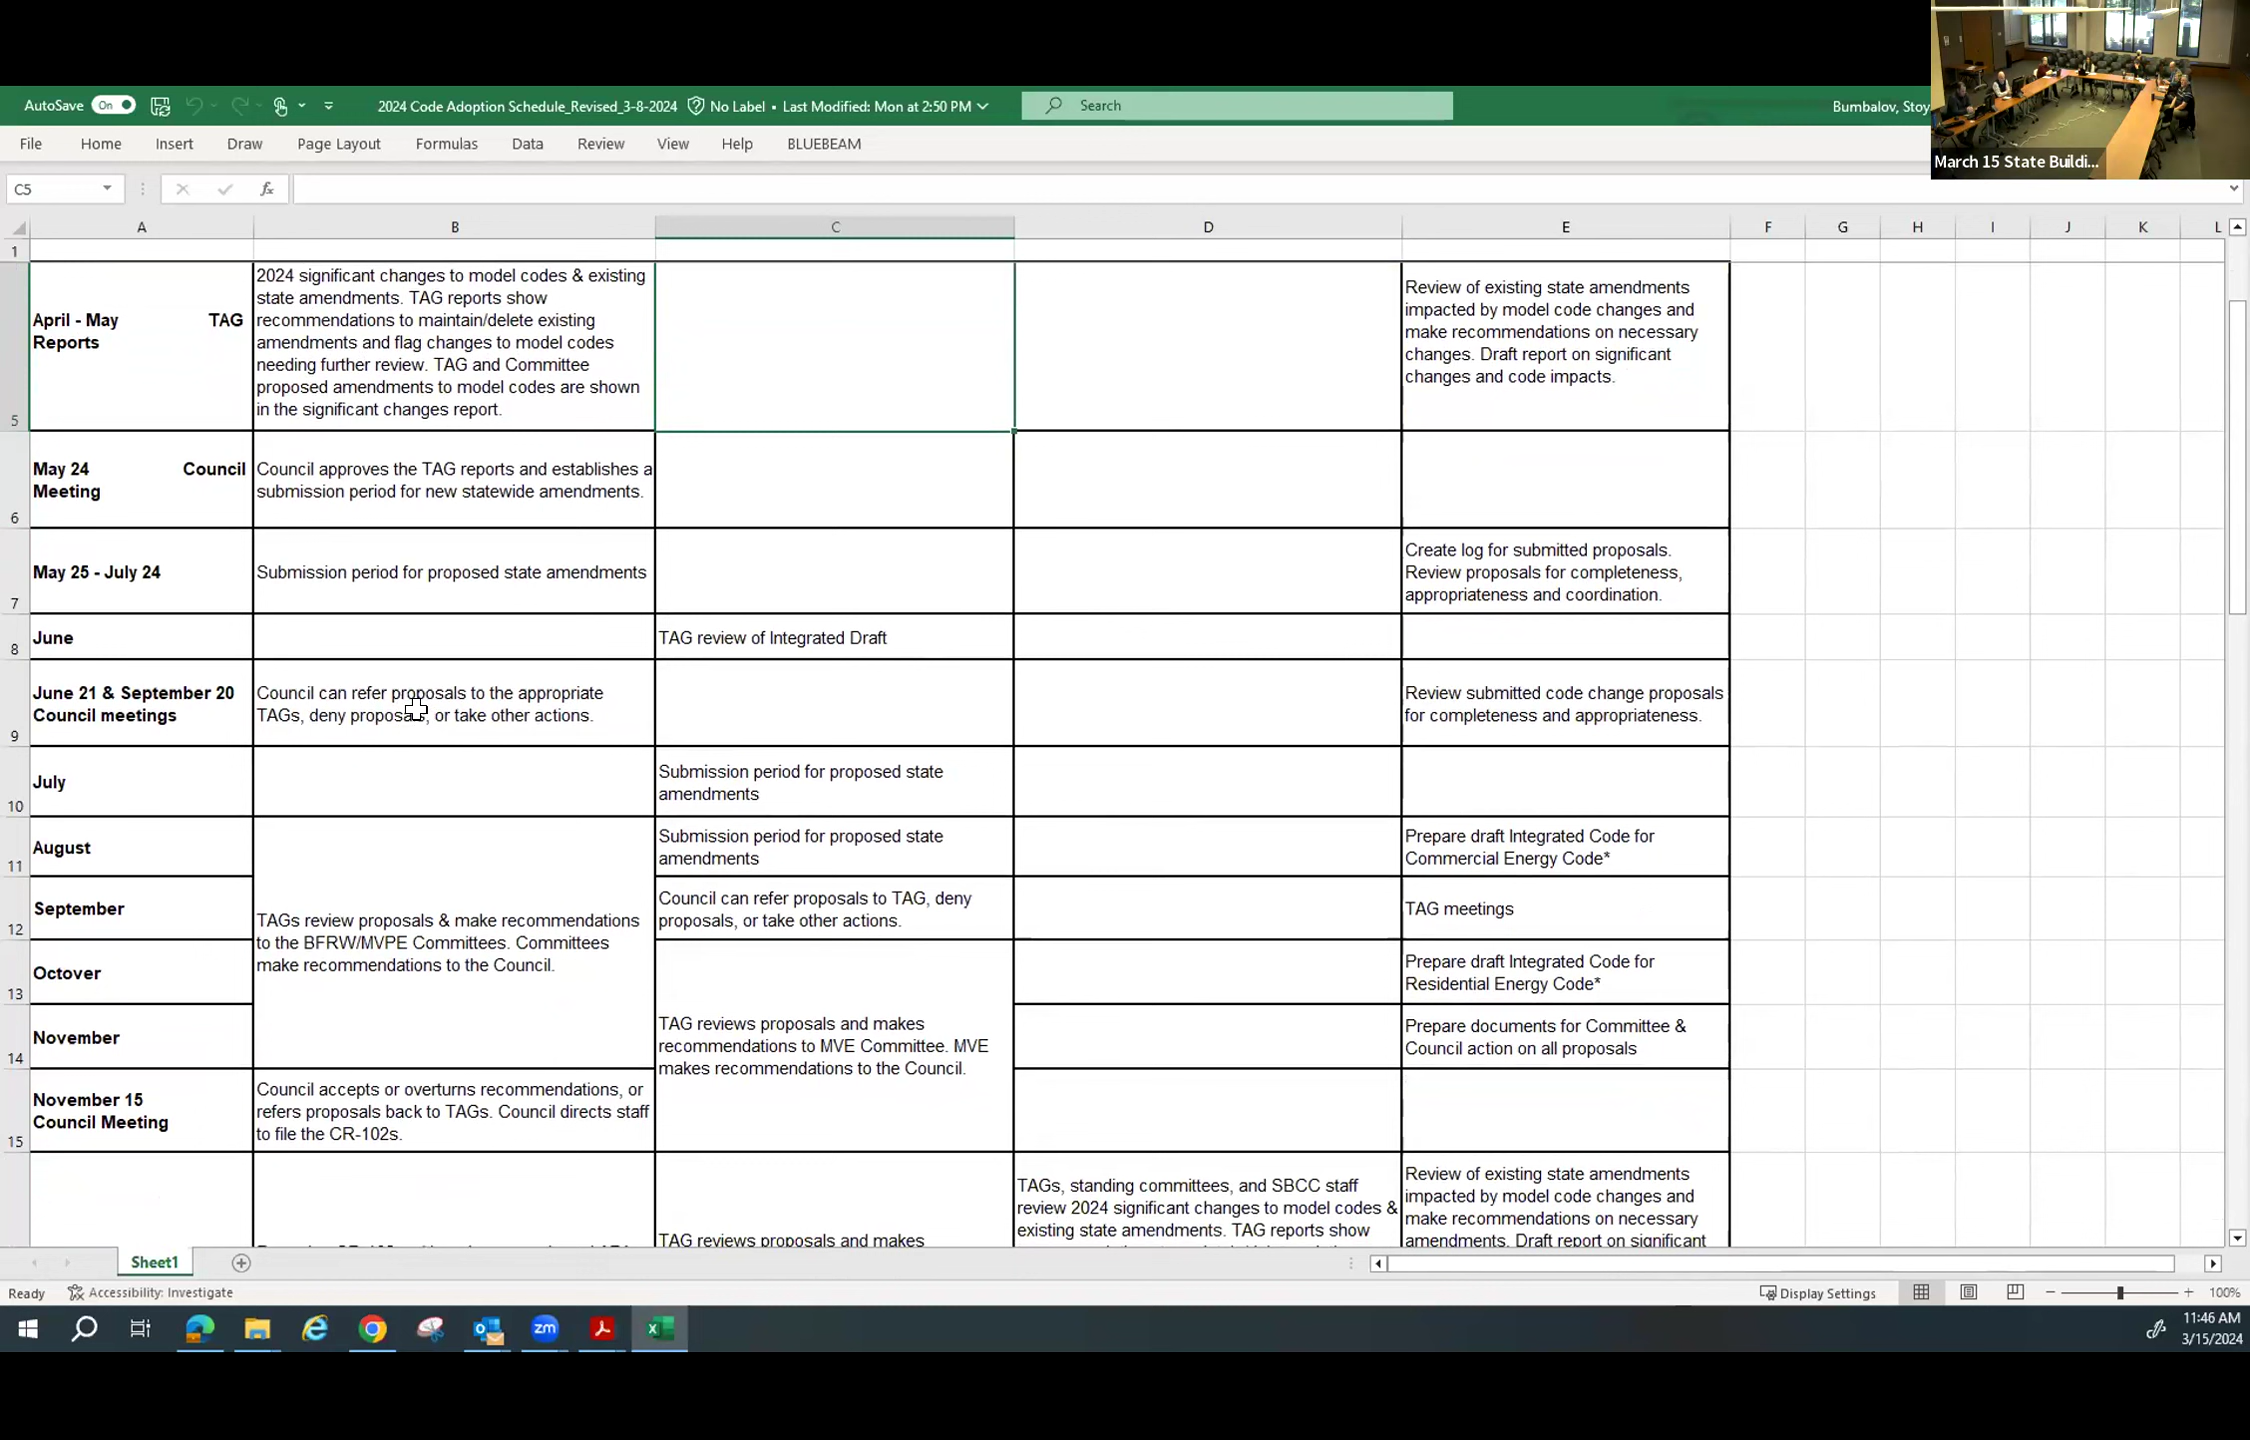 AutoSave On 2024 Code Adoption Schedule_Revised_3-8-2024 No Label • Last Modified: Mon at 2:50 PM Search Bumbalov, Stoy
March 15 State Buildi...
File Home Insert Draw Page Layout Formulas Data Review View Help BLUEBEAM
C5 fx
A B C D E F G H I J K L
1
April - May TAG
Reports
2024 significant changes to model codes & existing
state amendments. TAG reports show
recommendations to maintain/delete existing
amendments and flag changes to model codes
needing further review. TAG and Committee
proposed amendments to model codes are shown
in the significant changes report.
Review of existing state amendments
impacted by model code changes and
make recommendations on necessary
changes. Draft report on significant
changes and code impacts.
5
May 24 Council
Meeting
Council approves the TAG reports and establishes a
submission period for new statewide amendments.
6
May 25 - July 24
Submission period for proposed state amendments
Create log for submitted proposals.
Review proposals for completeness,
appropriateness and coordination.
7
June
TAG review of Integrated Draft
8
June 21 & September 20
Council meetings
Council can refer proposals to the appropriate
TAGs, deny proposals, or take other actions.
Review submitted code change proposals
for completeness and appropriateness.
9
July
Submission period for proposed state
amendments
10
August
Submission period for proposed state
amendments
Prepare draft Integrated Code for
Commercial Energy Code*
11
September
TAGs review proposals & make recommendations
to the BFRW/MVPE Committees. Committees
make recommendations to the Council.
Council can refer proposals to TAG, deny
proposals, or take other actions.
TAG meetings
12
Octover
Prepare draft Integrated Code for
Residential Energy Code*
13
November
TAG reviews proposals and makes
recommendations to MVE Committee. MVE
makes recommendations to the Council.
Prepare documents for Committee &
Council action on all proposals
14
November 15
Council Meeting
Council accepts or overturns recommendations, or
refers proposals back to TAGs. Council directs staff
to file the CR-102s.
15
TAG reviews proposals and makes
TAGs, standing committees, and SBCC staff
review 2024 significant changes to model codes &
existing state amendments. TAG reports show
Review of existing state amendments
impacted by model code changes and
make recommendations on necessary
amendments. Draft report on significant
Sheet1
Ready Accessibility: Investigate Display Settings 100%
zm
11:46 AM
3/15/2024